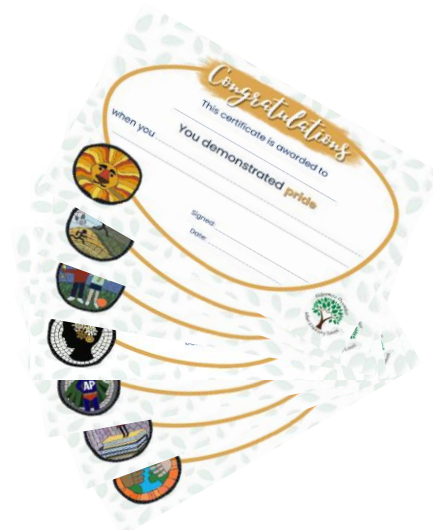 Congratulations
This certificate is awarded to
You demonstrated pride
when you
Signed:
Date:
AP